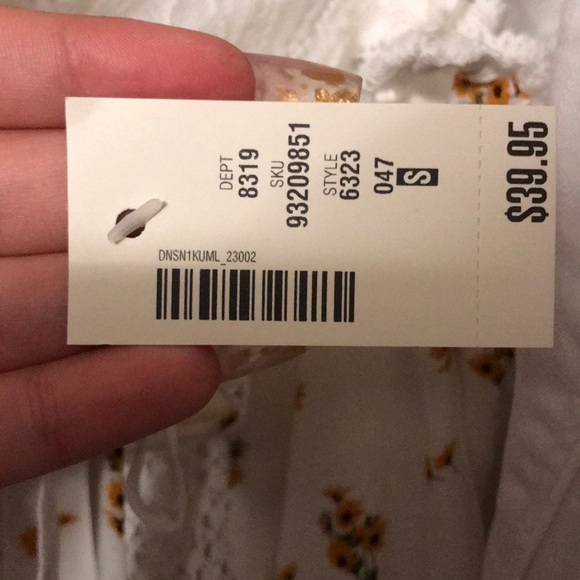 DEPT
8319
SKU
93209851
STYLE
6323
047
S
$39.95
DNSN1KUML_23002